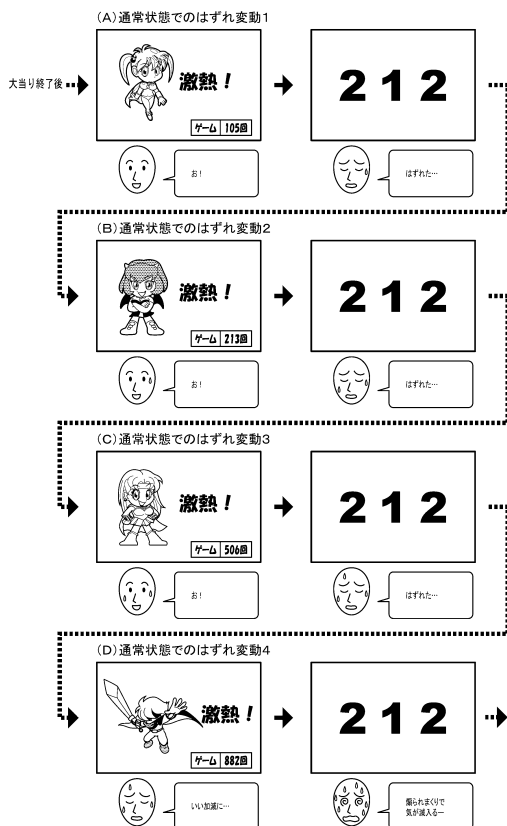 (A)通常状態でのはずれ変動1
大当り終了後
激熱！
ゲーム 105回
212
お！
はずれた…
(B)通常状態でのはずれ変動2
激熱！
ゲーム 213回
212
お！
はずれた…
(C)通常状態でのはずれ変動3
激熱！
ゲーム 506回
212
お！
はずれた…
(D)通常状態でのはずれ変動4
激熱！
ゲーム 882回
212
いい加減に…
煽られまくりで
気が滅入るー